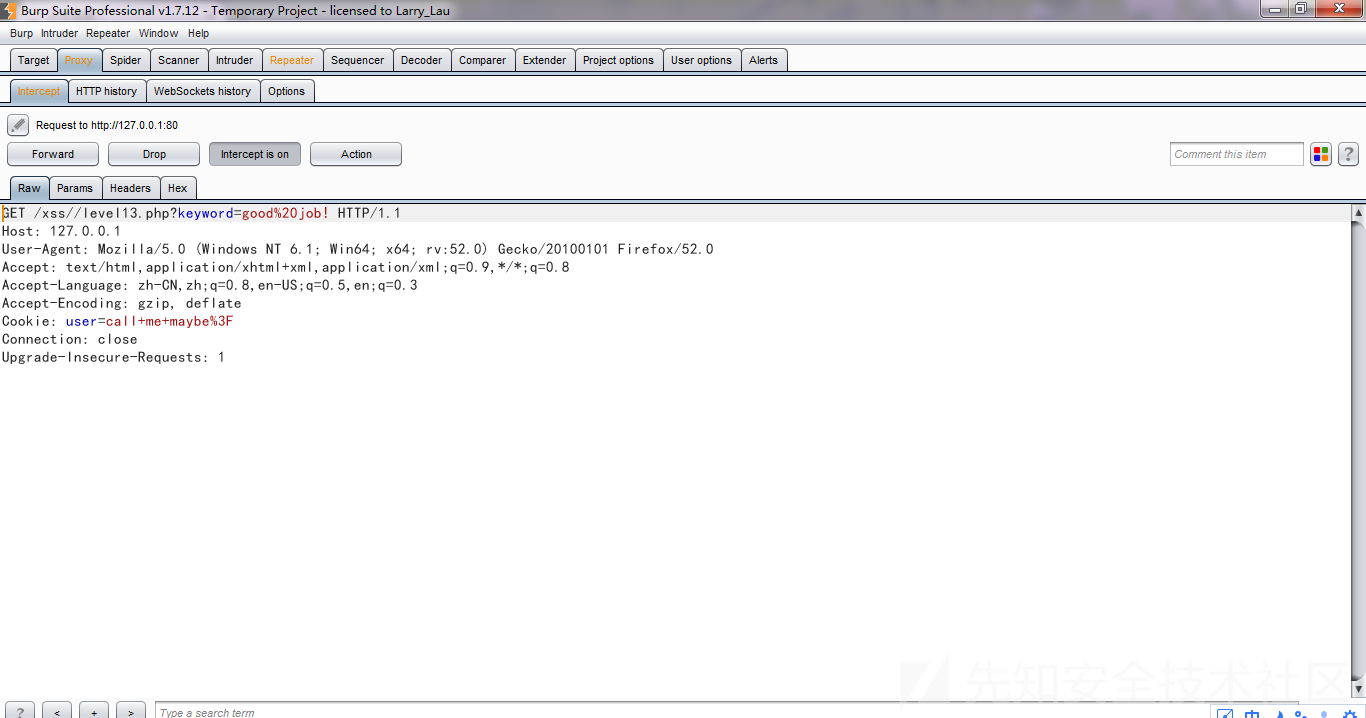 Burp Suite Professional v1.7.12 - Temporary Project - licensed to Larry_Lau
Burp Intruder Repeater Window Help
Target Proxy Spider Scanner Intruder Repeater Sequencer Decoder Comparer Extender Project options User options Alerts
Intercept HTTP history WebSockets history Options
Request to http://127.0.0.1:80
Forward Drop Intercept is on Action Comment this item ?
Raw Params Headers Hex
GET /xss//level13.php?keyword=good%20job! HTTP/1.1
Host: 127.0.0.1
User-Agent: Mozilla/5.0 (Windows NT 6.1; Win64; x64; rv:52.0) Gecko/20100101 Firefox/52.0
Accept: text/html,application/xhtml+xml,application/xml;q=0.9,*/*;q=0.8
Accept-Language: zh-CN,zh;q=0.8,en-US;q=0.5,en;q=0.3
Accept-Encoding: gzip, deflate
Cookie: user=call+me+maybe%3F
Connection: close
Upgrade-Insecure-Requests: 1
先知安全技术社区
? < + > Type a search term